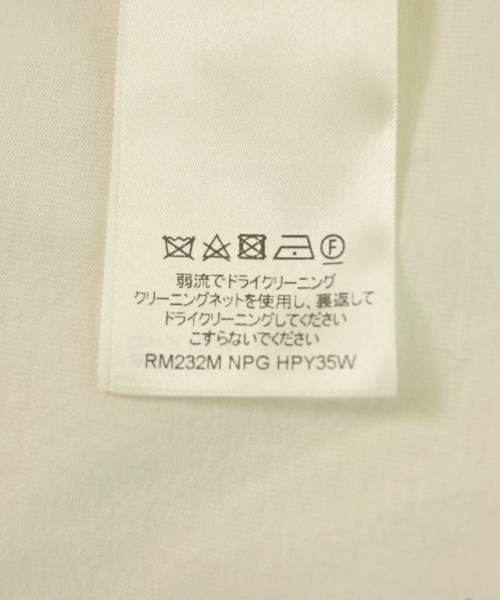 F
弱流でドライクリーニング
クリーニングネットを使用し、裏返して
ドライクリーニングしてください
こすらないでください
RM232M NPG HPY35W